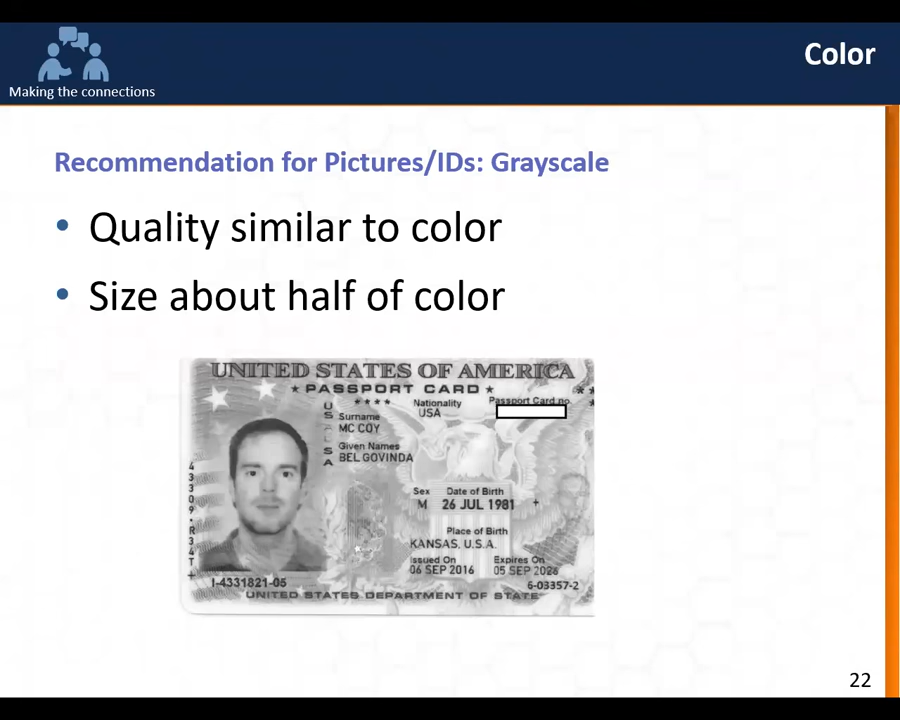 Color
Making the connections
Recommendation for Pictures/IDs: Grayscale
• Quality similar to color
• Size about half of color
UNITED STATES OF AMERICA
★ PASSPORT CARD ★
USA
Nationality
USA
Passport Card no.
Surname
MC COY
Given Names
BEL GOVINDA
Sex
M
Date of Birth
26 JUL 1981
Place of Birth
KANSAS, U.S.A.
Issued On
06 SEP 2016
Expires On
05 SEP 2026
I-4331821-05
6-03357-2
UNITED STATES DEPARTMENT OF STATE
22